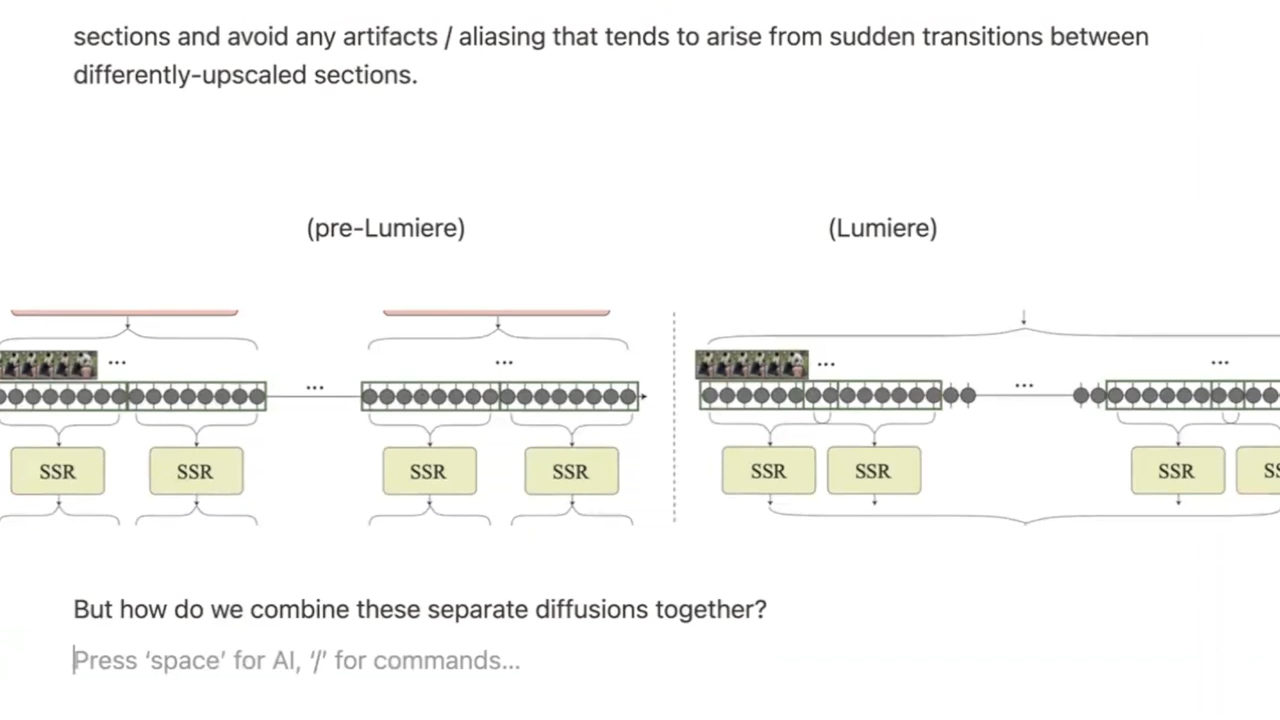 sections and avoid any artifacts / aliasing that tends to arise from sudden transitions between
differently-upscaled sections.
(pre-Lumiere)
(Lumiere)
...
...
...
...
...
...
SSR
SSR
SSR
SSR
SSR
SSR
SSR
SS
But how do we combine these separate diffusions together?
Press ‘space’ for AI, ‘/’ for commands...